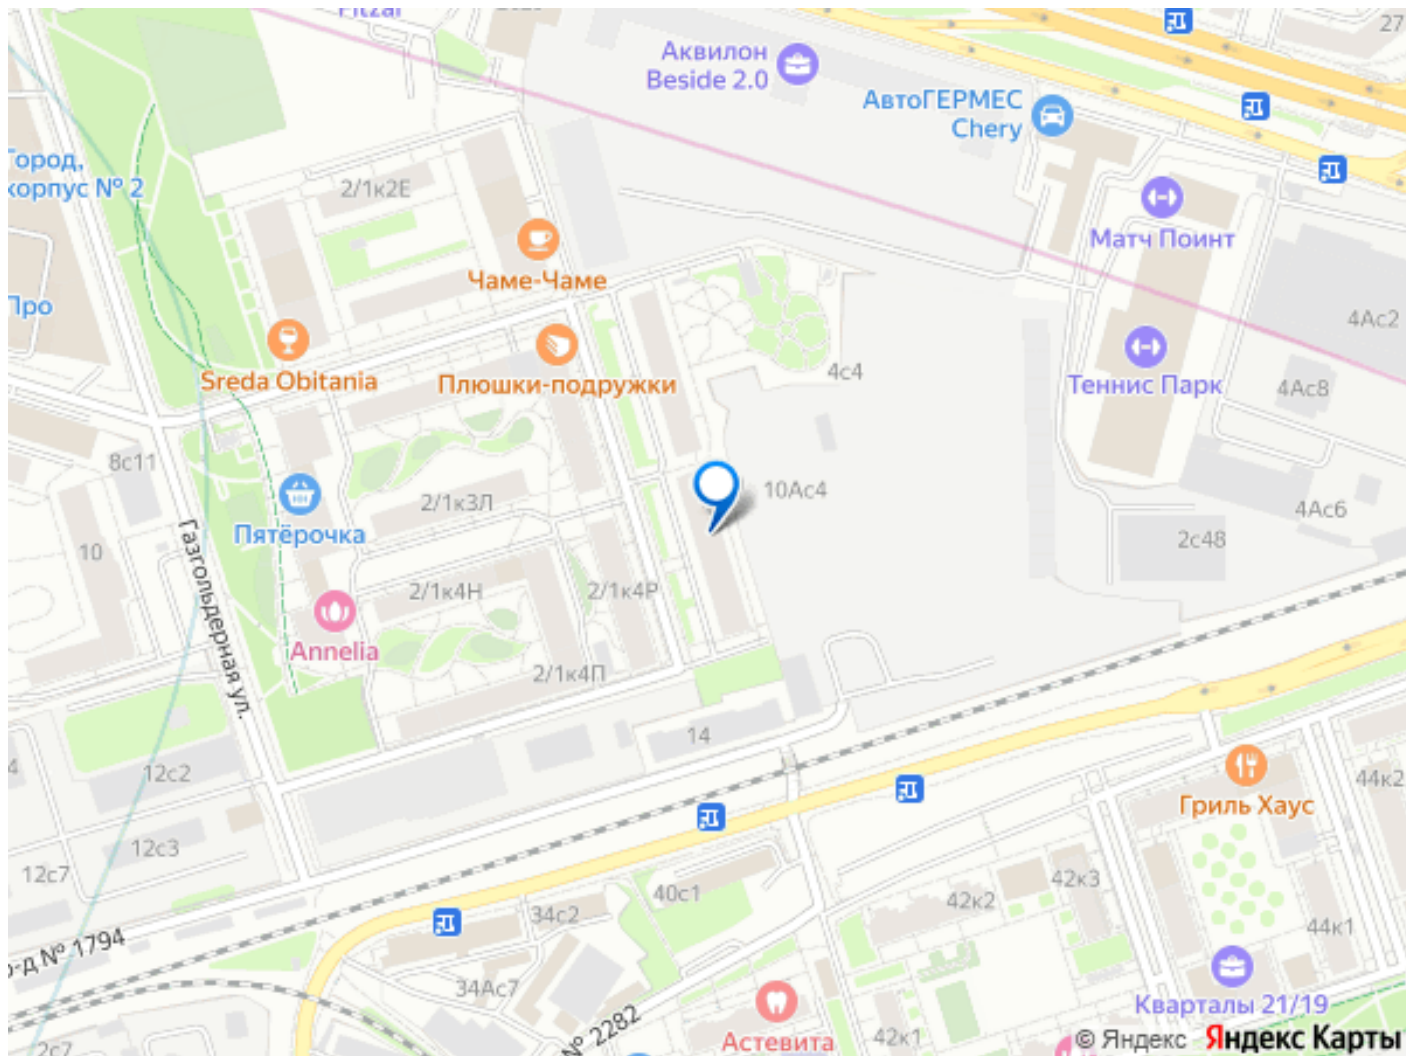 27
Аквилон
Beside 2.0
АвтоГЕРМЕС
Chery
Город,
корпус № 2
2/1к2Е
Матч Поинт
Чаме-Чаме
Про
4Ас2
Sreda Obitania
Плюшки-подружки
4с4
Теннис Парк
4Ас8
8с11
10Ас4
2/1к3Л
4Ас6
Пятёрочка
2с48
10
Газгольдерная ул.
2/1к4Н
2/1к4Р
Annelia
2/1к4П
14
12с2
44к2
Гриль Хаус
12с3
12с7
42к3
40с1
42к2
34с2
44к1
№ 1794
34Ас7
Кварталы 21/19
№ 2282
Астевита
42к1
2с7
© Яндекс Яндекс Карты